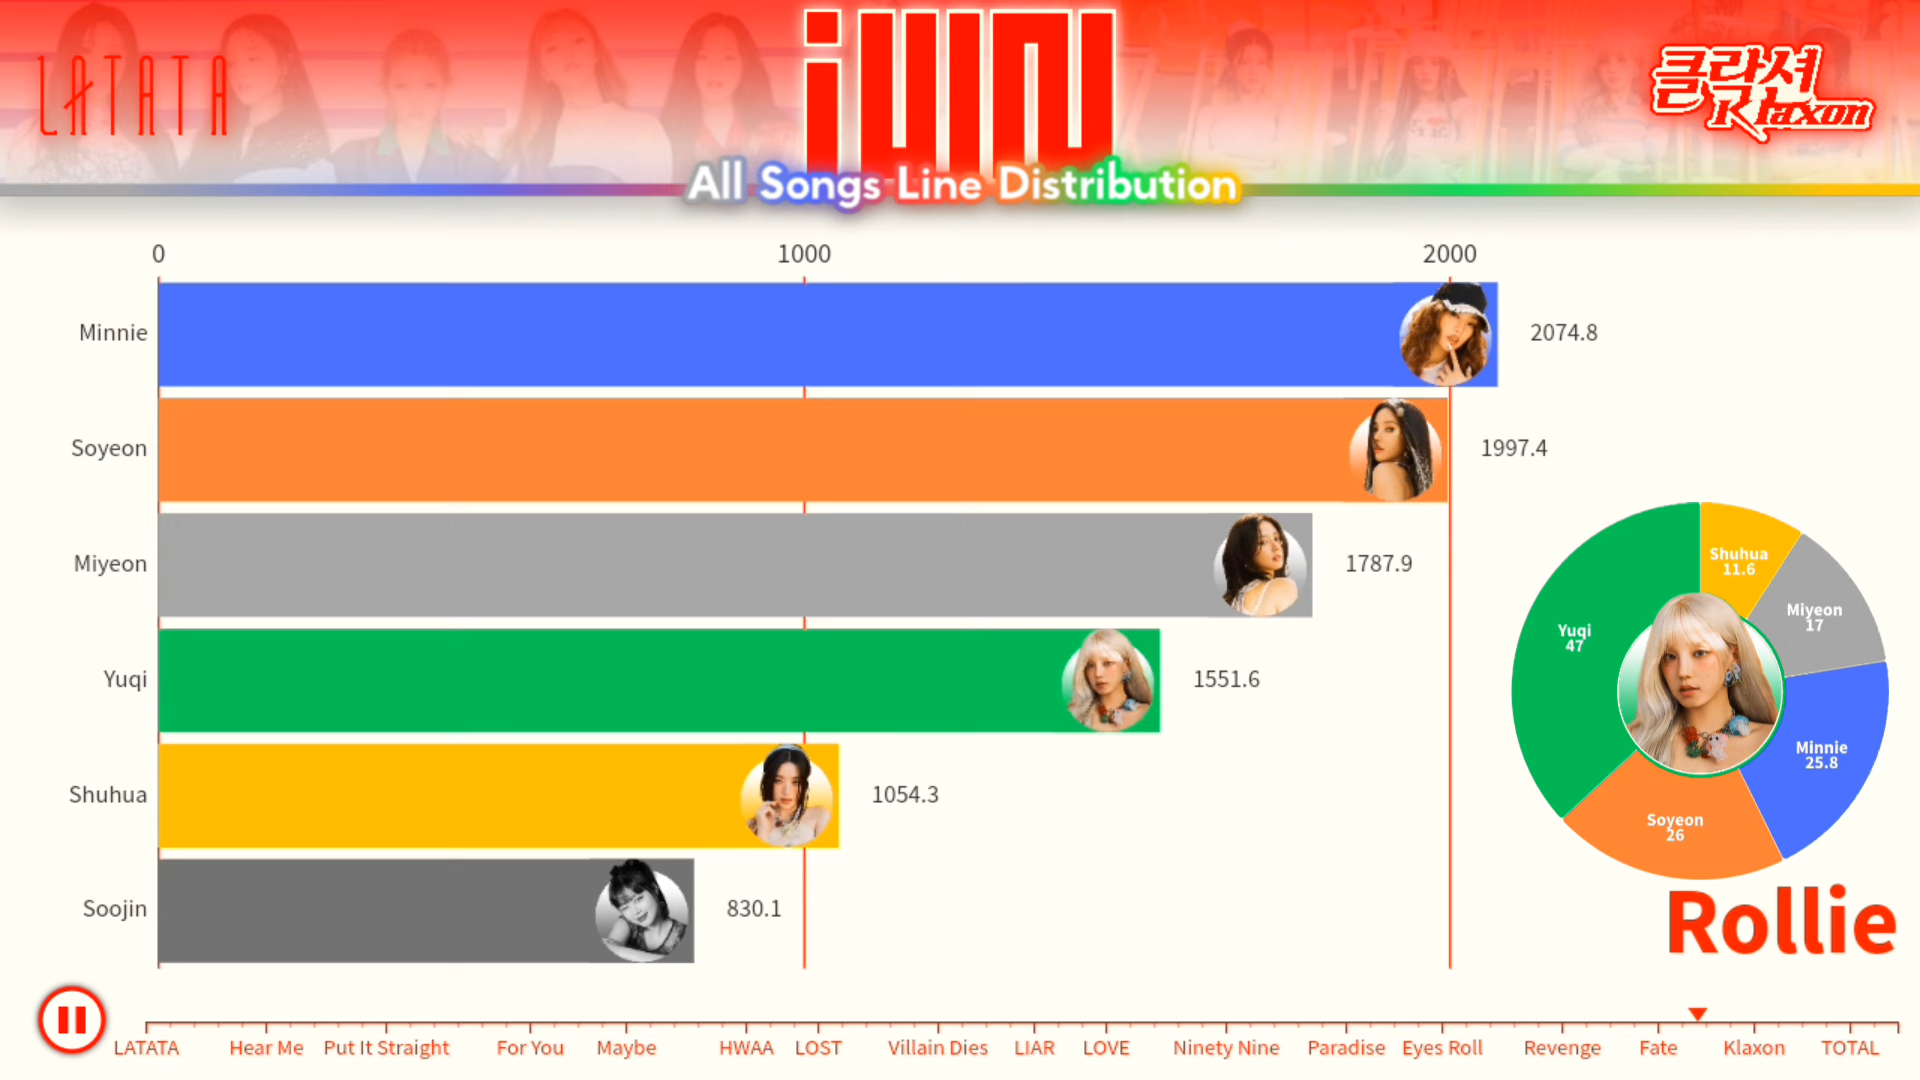 LATATA
클락션
Klaxon
All Songs Line Distribution
0 1000 2000
Minnie 2074.8
Soyeon 1997.4
Miyeon 1787.9
Yuqi 1551.6
Shuhua 1054.3
Soojin 830.1
Shuhua
11.6
Miyeon
17
Yuqi
47
Minnie
25.8
Soyeon
26
Rollie
LATATA Hear Me Put It Straight For You Maybe HWAA LOST Villain Dies LIAR LOVE Ninety Nine Paradise Eyes Roll Revenge Fate Klaxon TOTAL